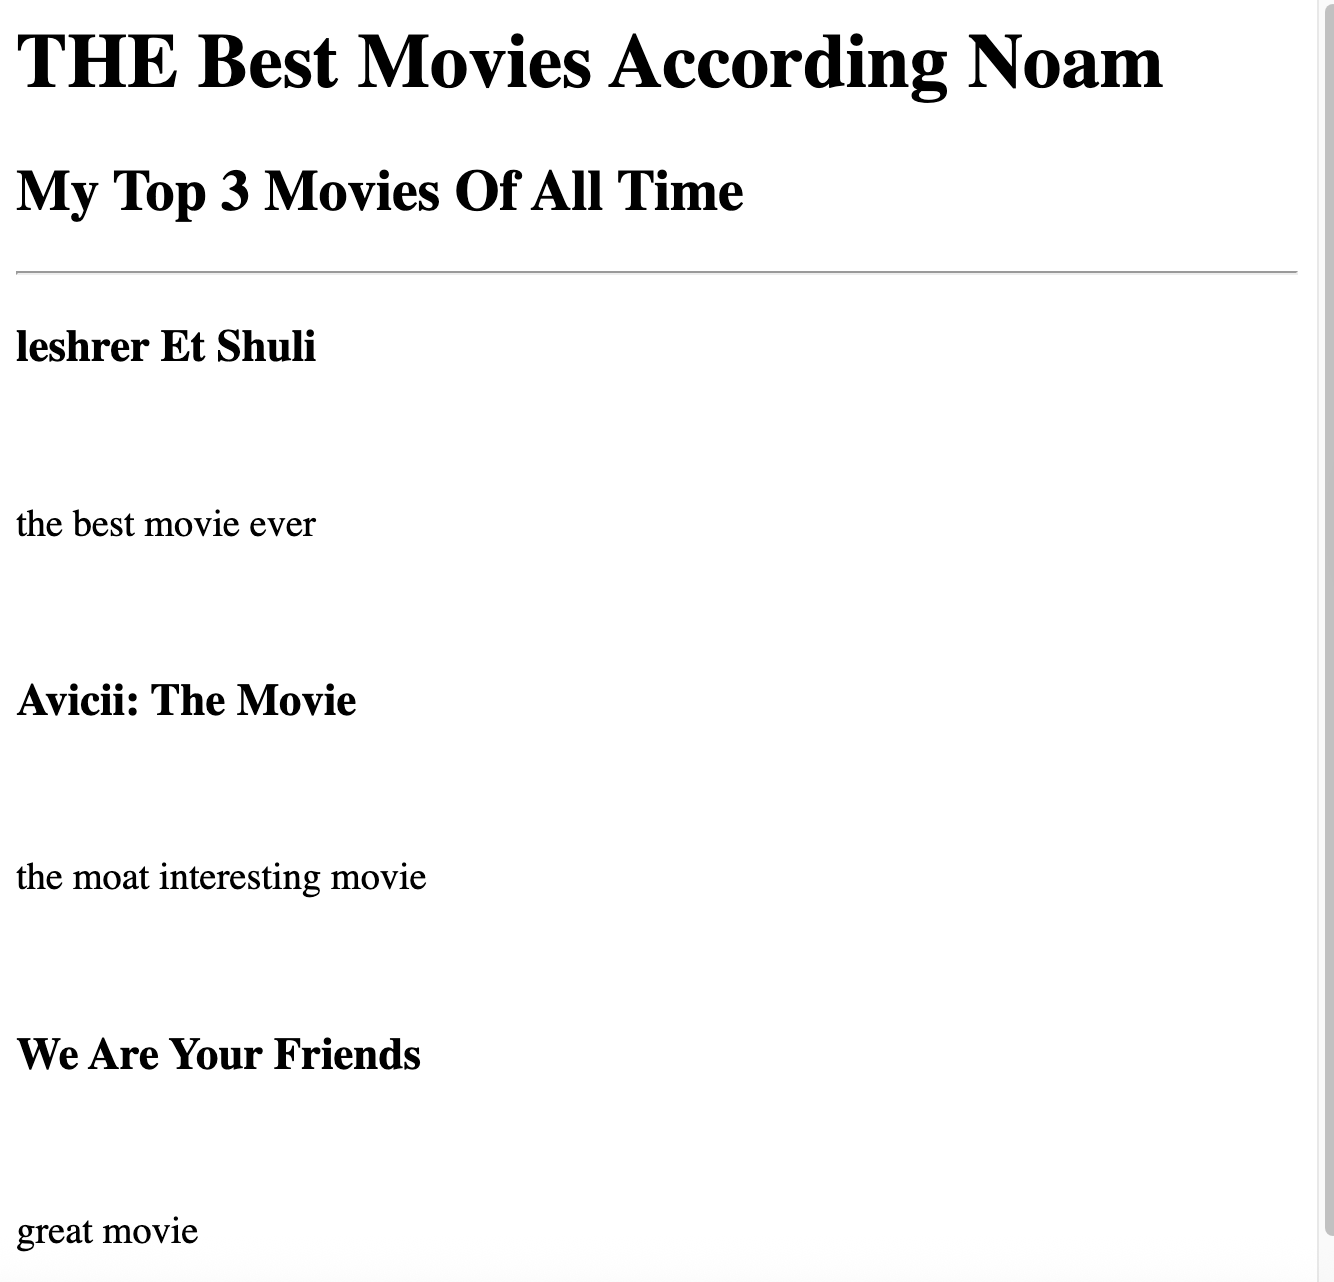 THE Best Movies According Noam
My Top 3 Movies Of All Time
leshrer Et Shuli
the best movie ever
Avicii: The Movie
the moat interesting movie
We Are Your Friends
great movie